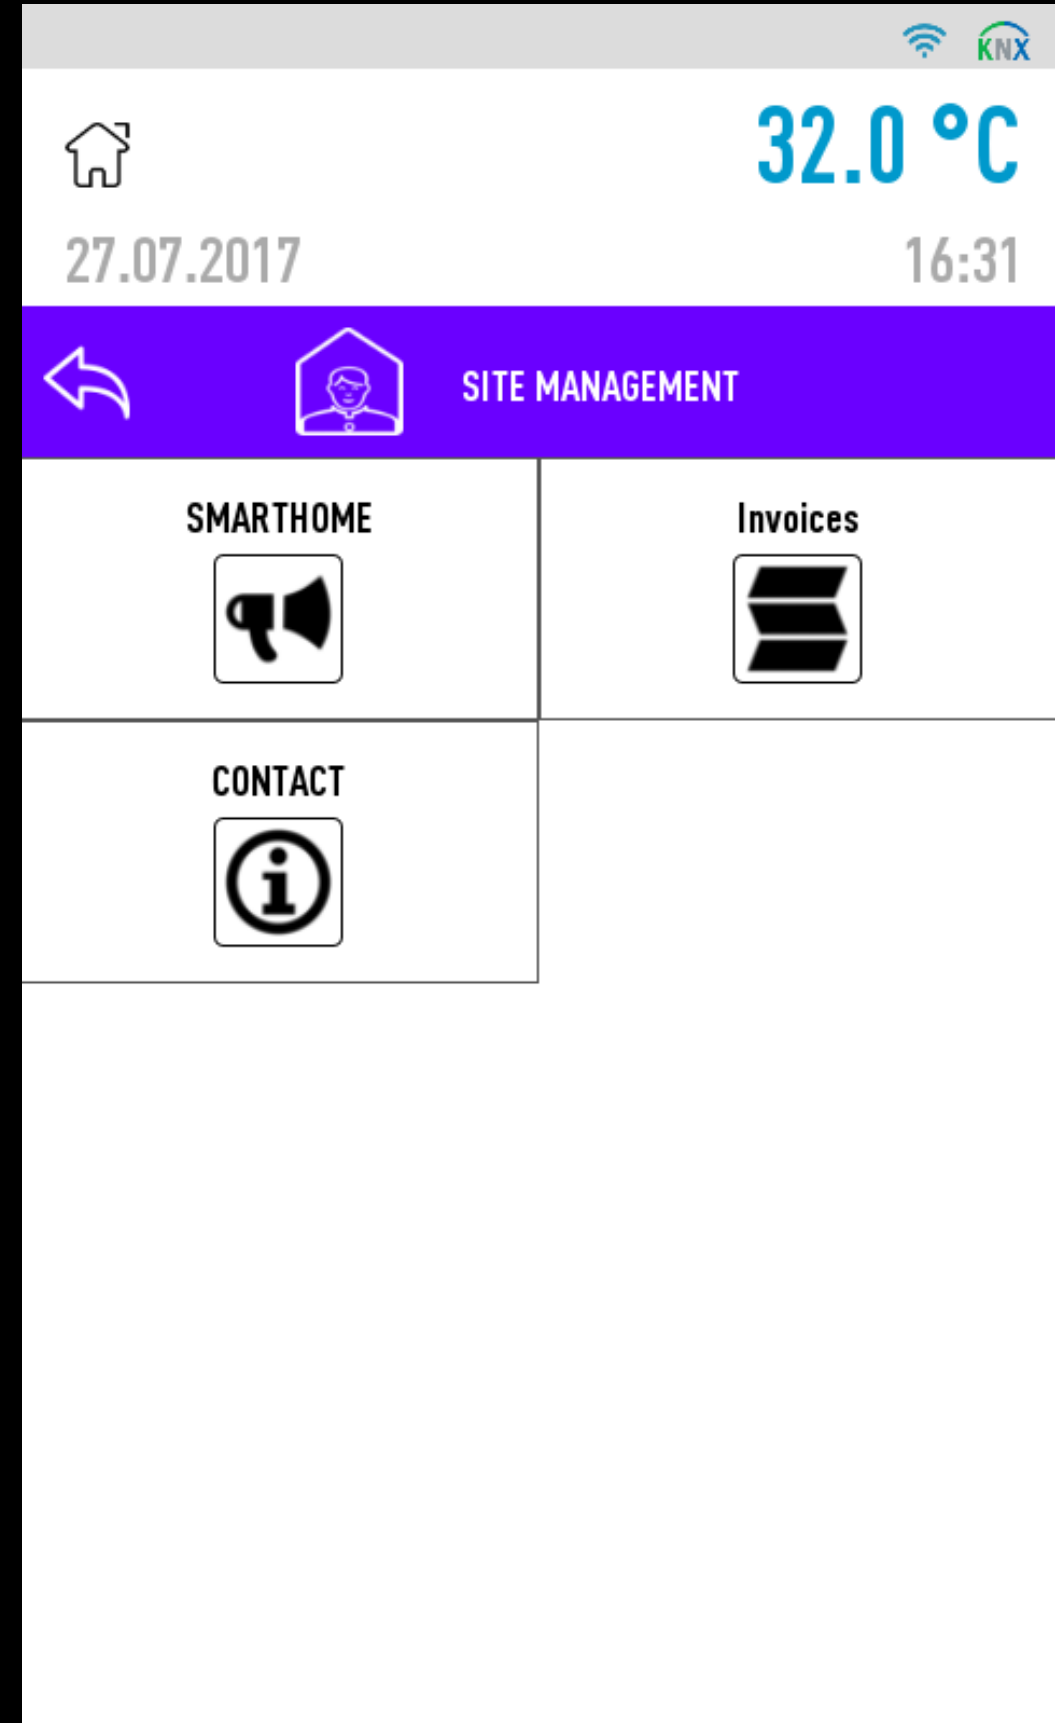 KNX
32.0 °C
27.07.2017 16:31
SITE MANAGEMENT
SMARTHOME Invoices
CONTACT